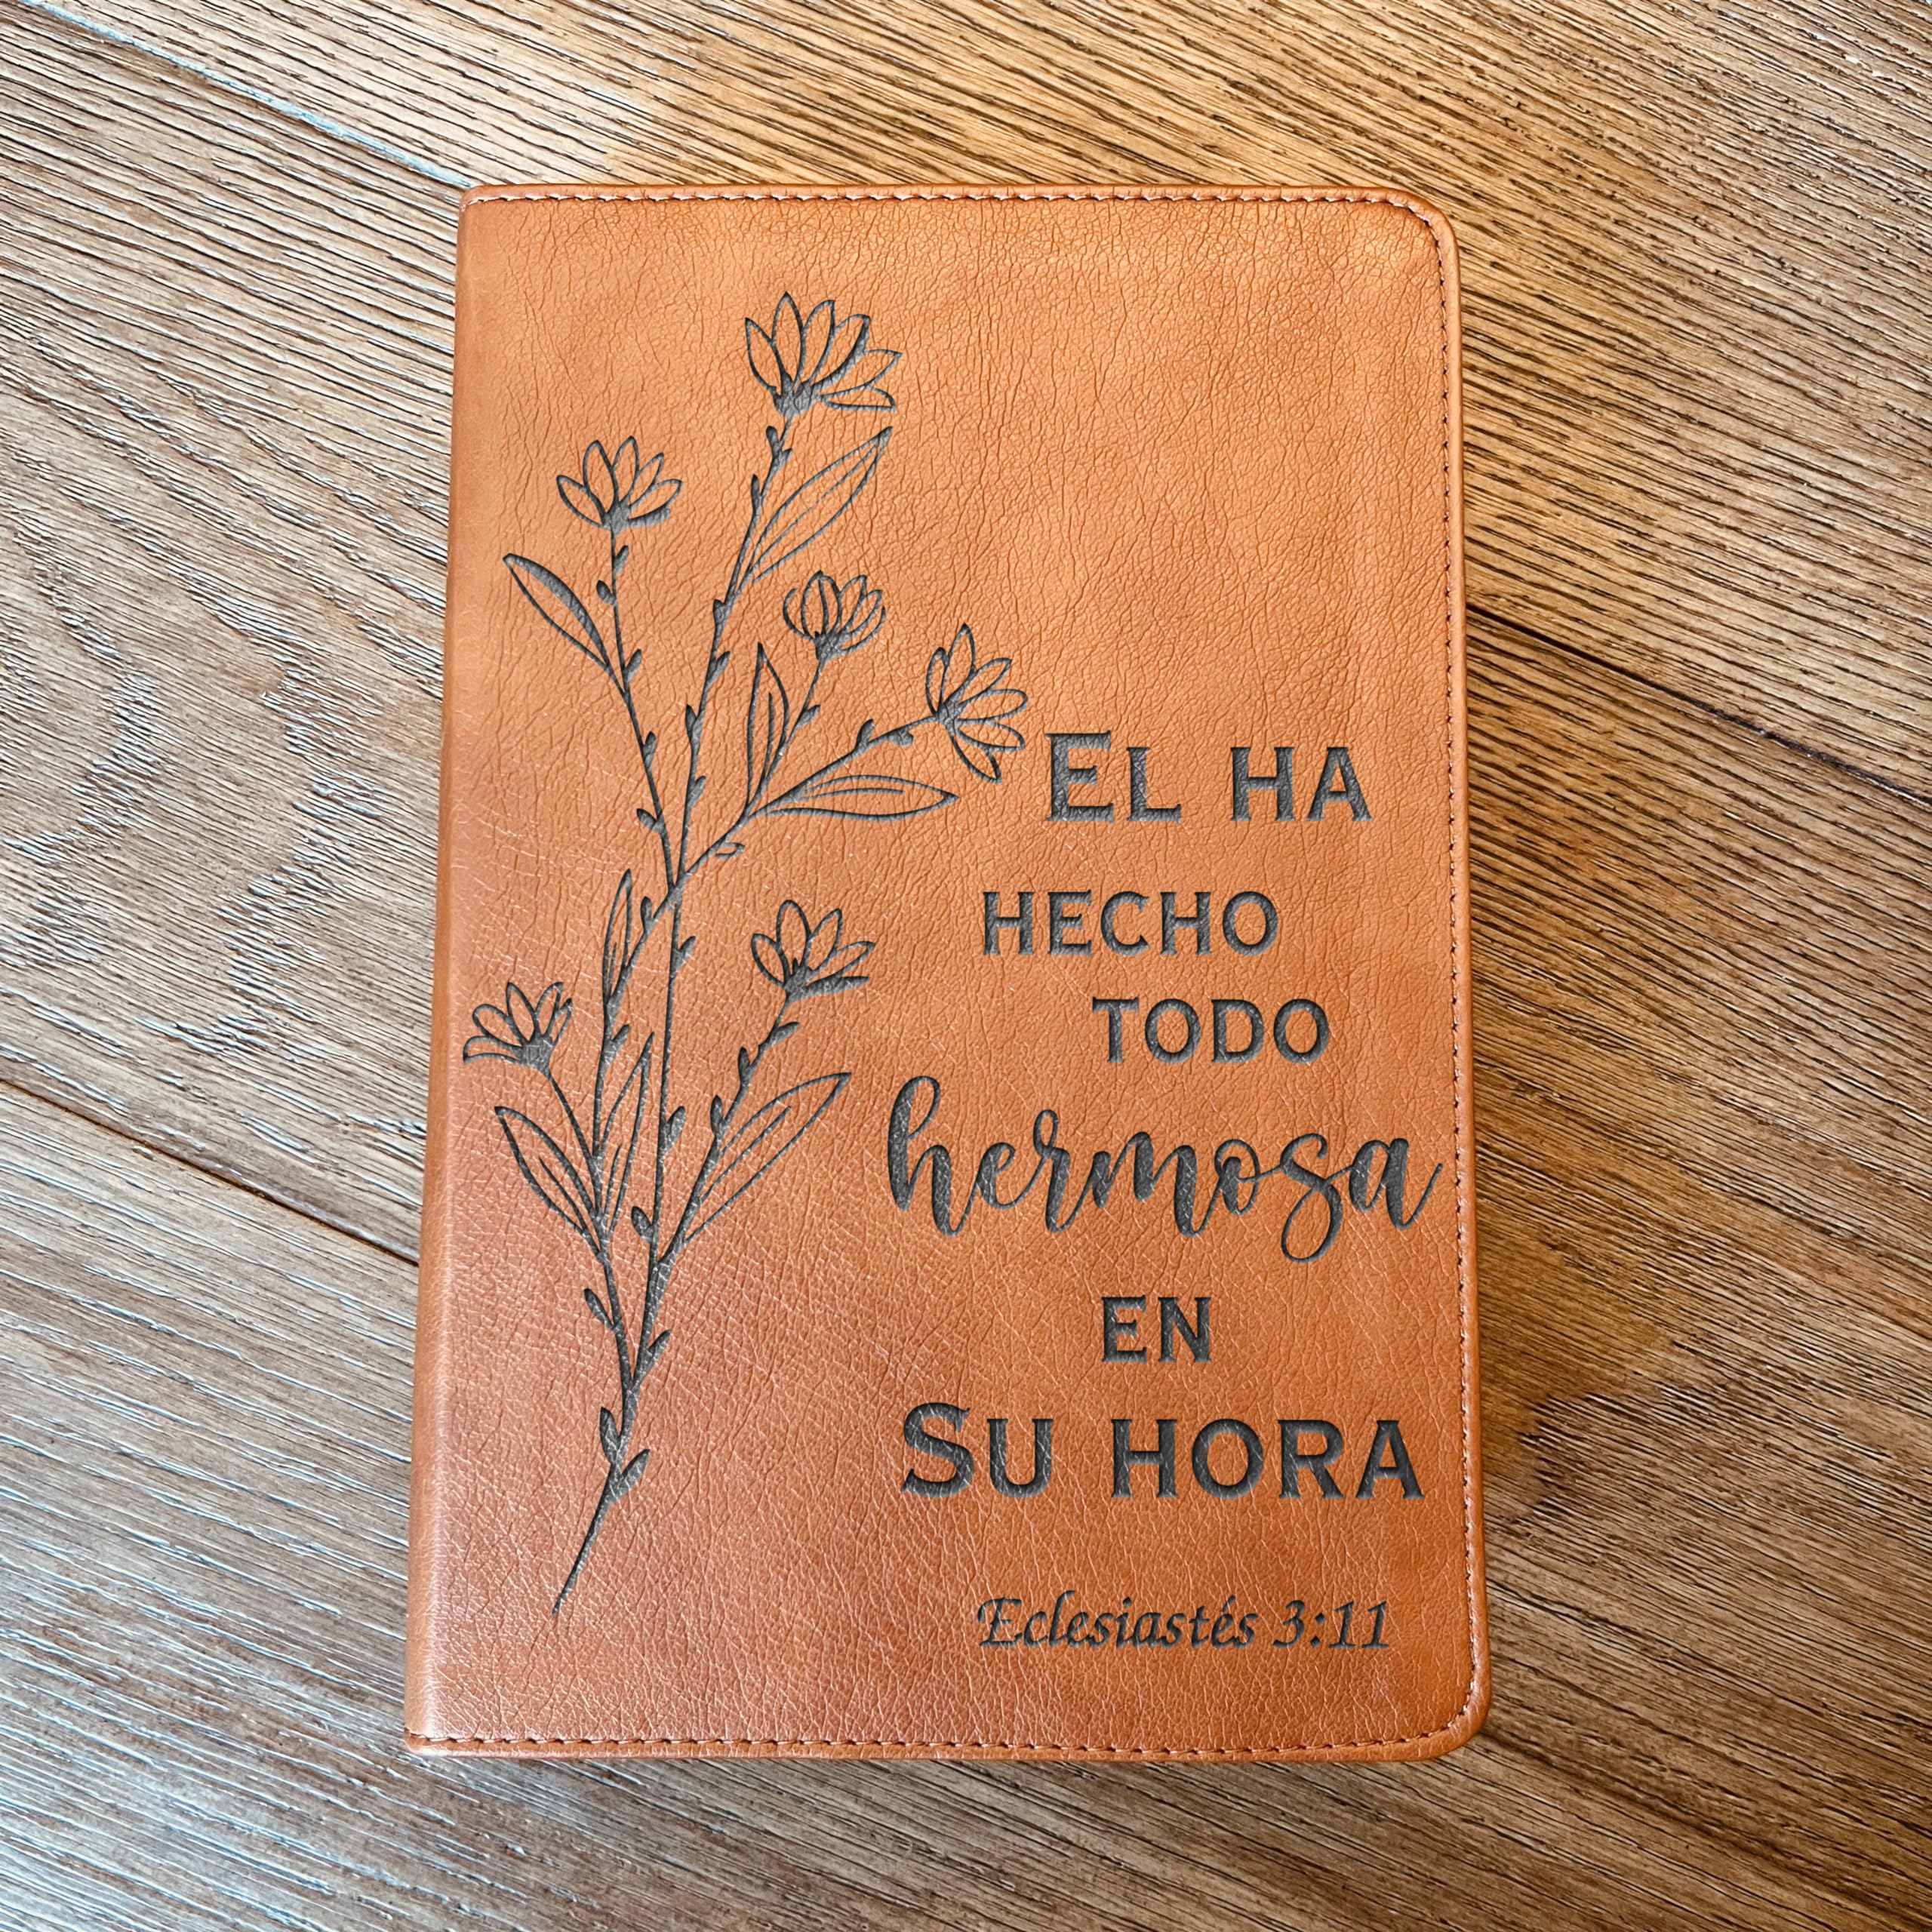 El ha
hecho
todo
hermosa
en
Su hora
Eclesiastés 3:11